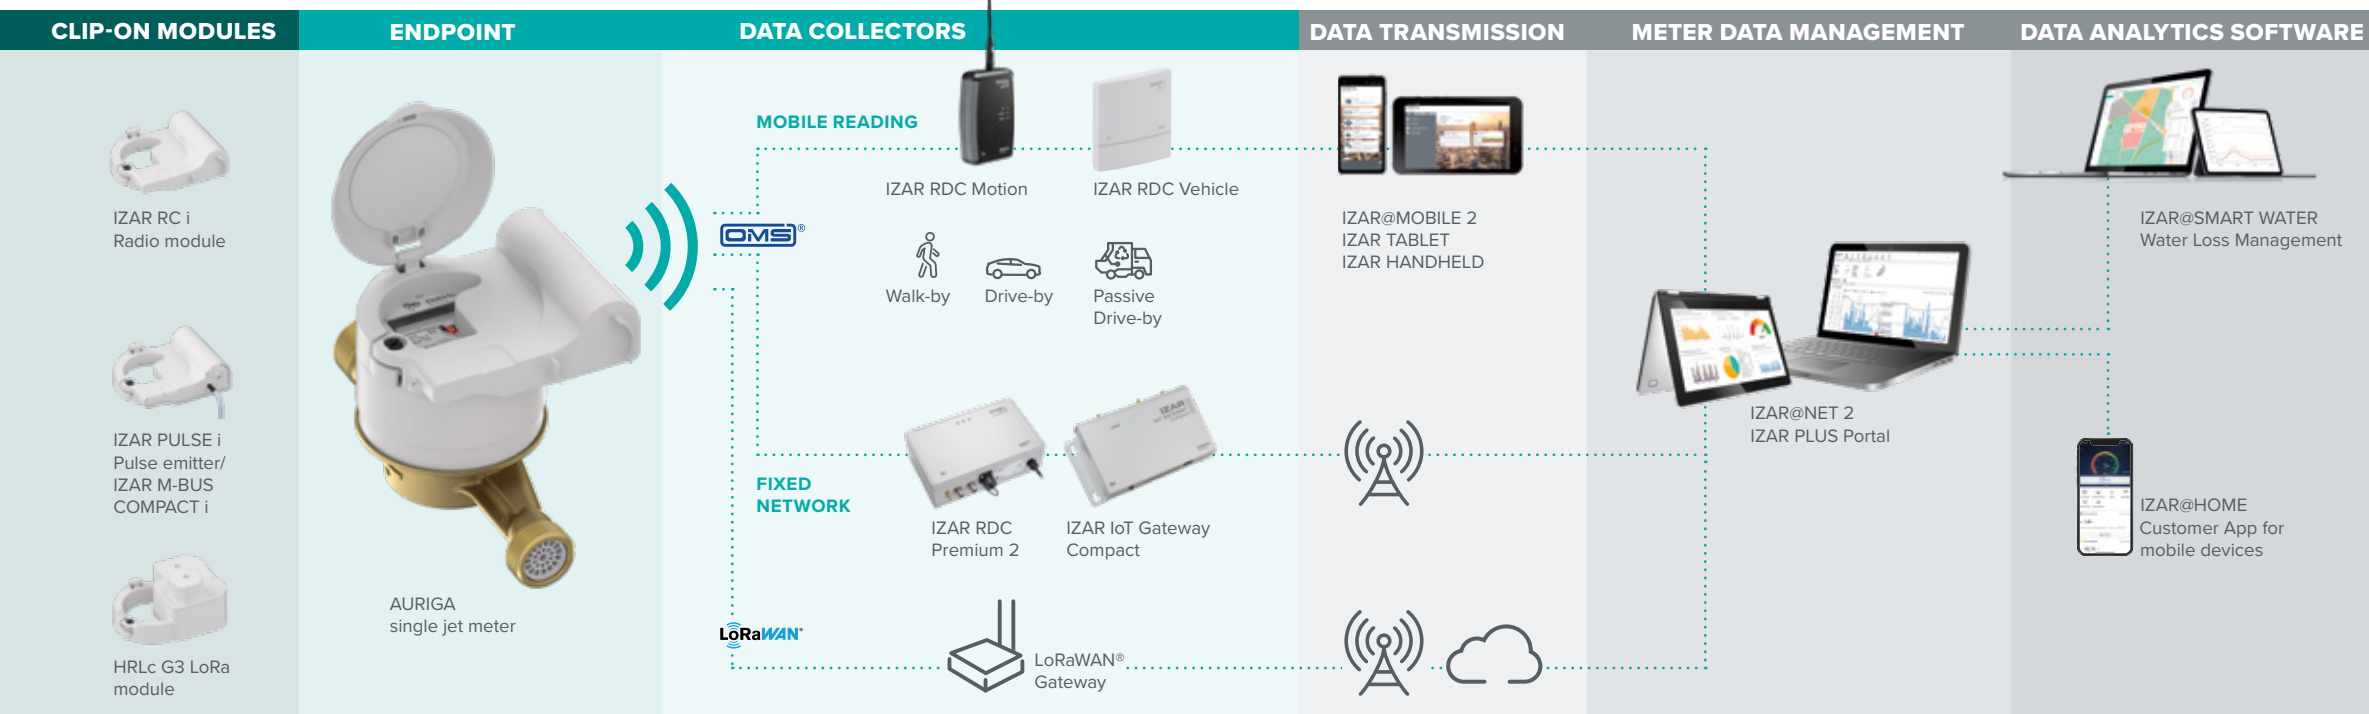 CLIP-ON MODULES
ENDPOINT
DATA COLLECTORS
DATA TRANSMISSION
METER DATA MANAGEMENT
DATA ANALYTICS SOFTWARE
IZAR RC i
Radio module
IZAR PULSE i
Pulse emitter/
IZAR M-BUS
COMPACT i
HRLc G3 LoRa
module
AURIGA
single jet meter
MOBILE READING
OMS®
IZAR RDC Motion
IZAR RDC Vehicle
Walk-by
Drive-by
Passive
Drive-by
FIXED
NETWORK
IZAR RDC
Premium 2
IZAR IoT Gateway
Compact
LoRaWAN®
LoRaWAN®
Gateway
IZAR@MOBILE 2
IZAR TABLET
IZAR HANDHELD
IZAR@NET 2
IZAR PLUS Portal
IZAR@SMART WATER
Water Loss Management
IZAR@HOME
Customer App for
mobile devices